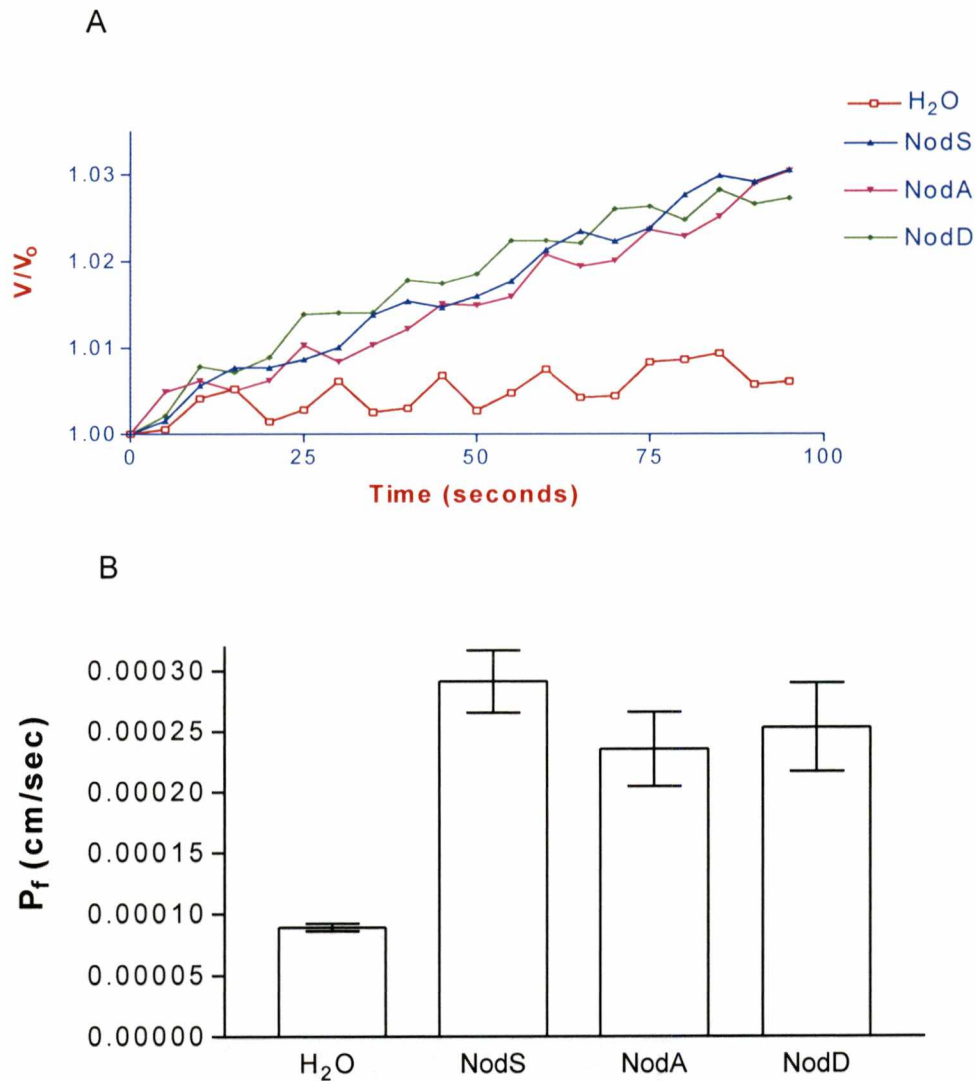 A
H₂O
NodS
NodA
NodD
V/Vo
1.03
1.02
1.01
1.00
0 25 50 75 100
Time (seconds)
B
Pf (cm/sec)
0.00030
0.00025
0.00020
0.00015
0.00010
0.00005
0.00000
H₂O NodS NodA NodD